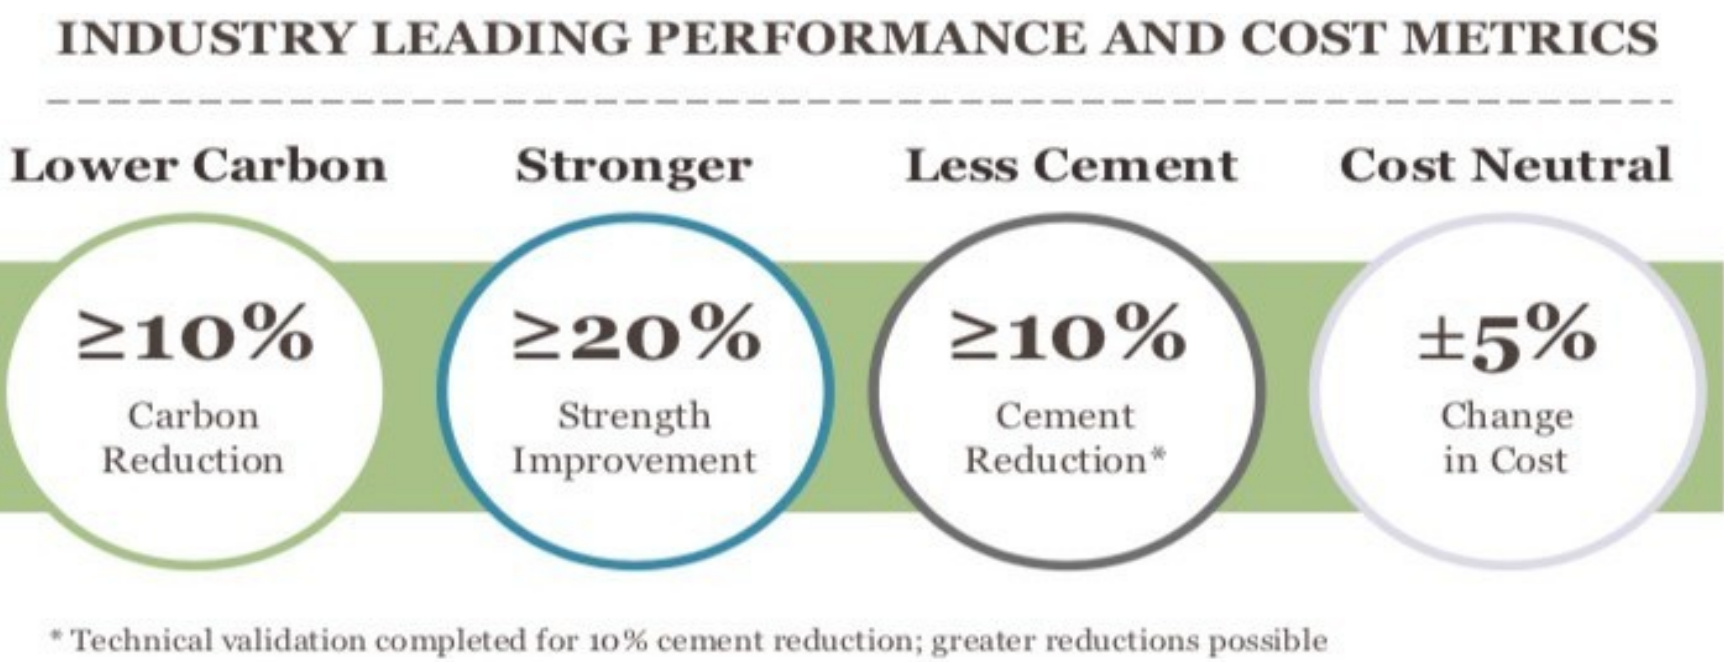 INDUSTRY LEADING PERFORMANCE AND COST METRICS
Lower Carbon
≥10%
Carbon
Reduction
Stronger
≥20%
Strength
Improvement
Less Cement
≥10%
Cement
Reduction*
Cost Neutral
±5%
Change
in Cost
* Technical validation completed for 10% cement reduction; greater reductions possible